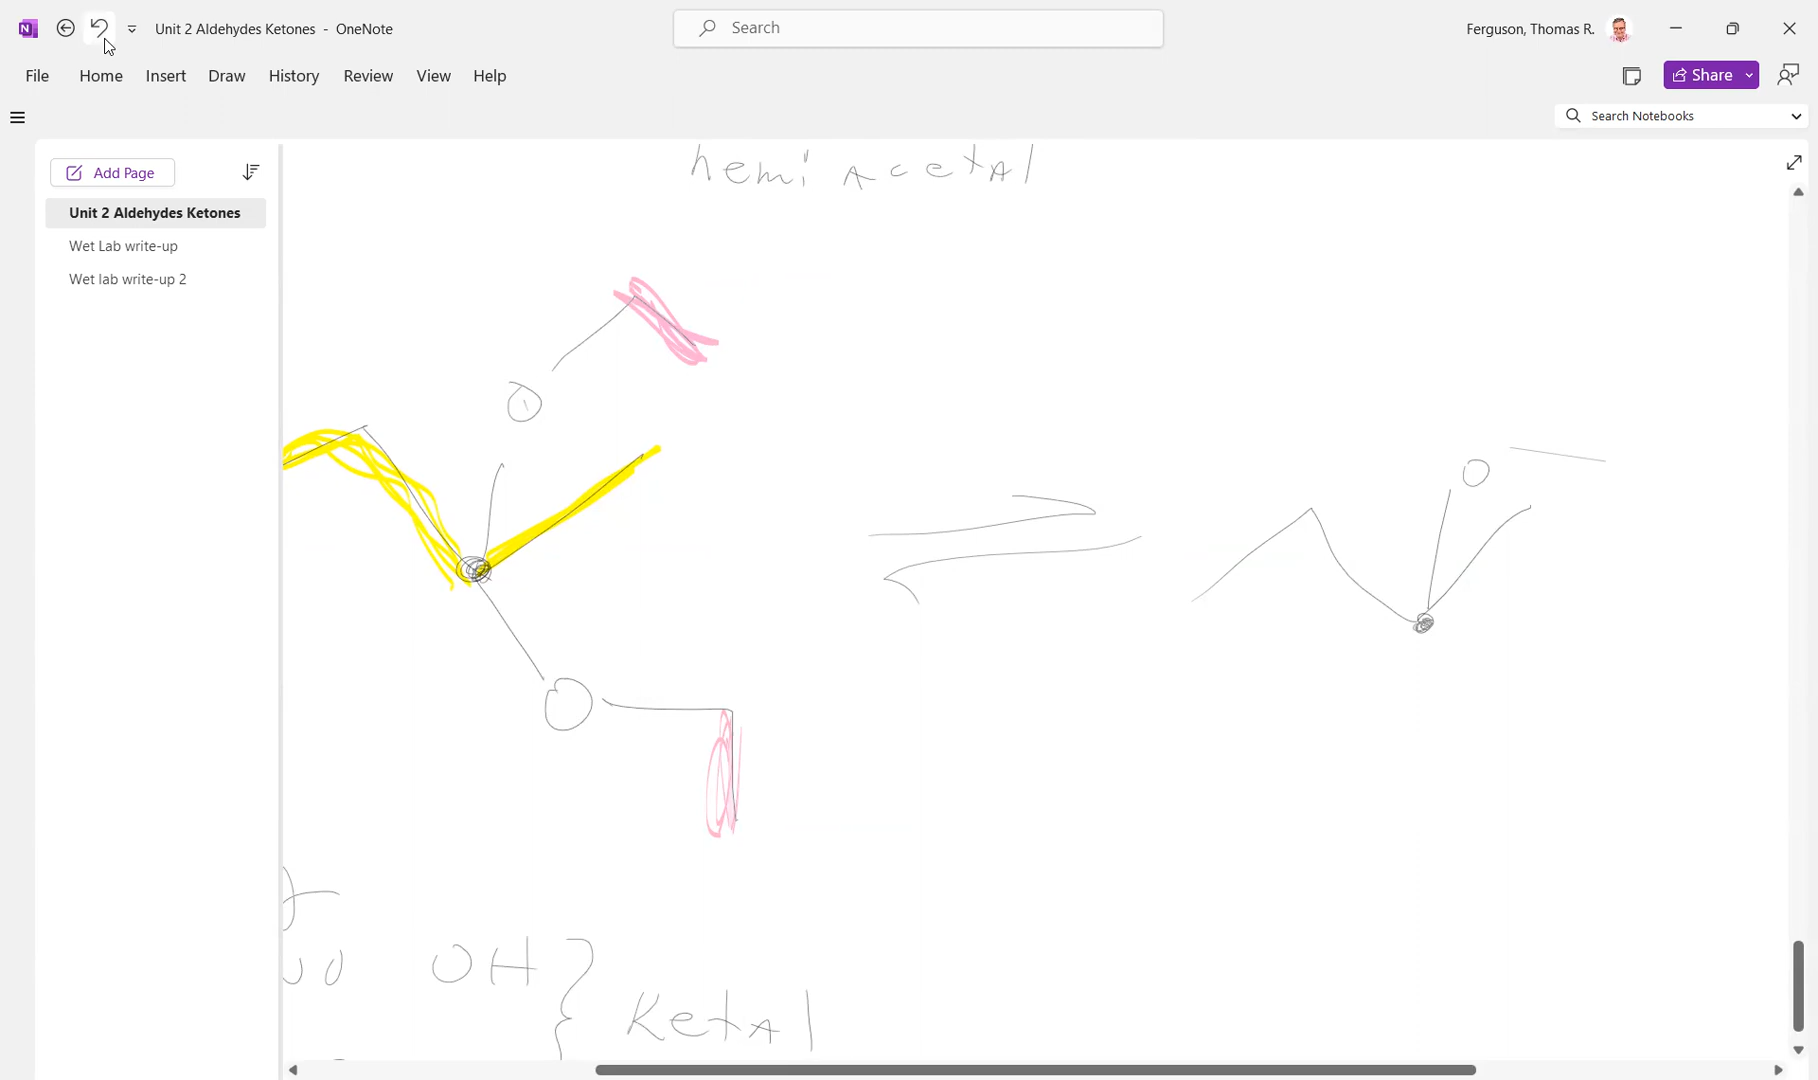 Unit 2 Aldehydes Ketones - OneNote
Search
Ferguson, Thomas R.
File Home Insert Draw History Review View Help
Share
Search Notebooks
Add Page
Unit 2 Aldehydes Ketones
Wet Lab write-up
Wet lab write-up 2
hemi Acetal
O
O
O
OH }
Ketal